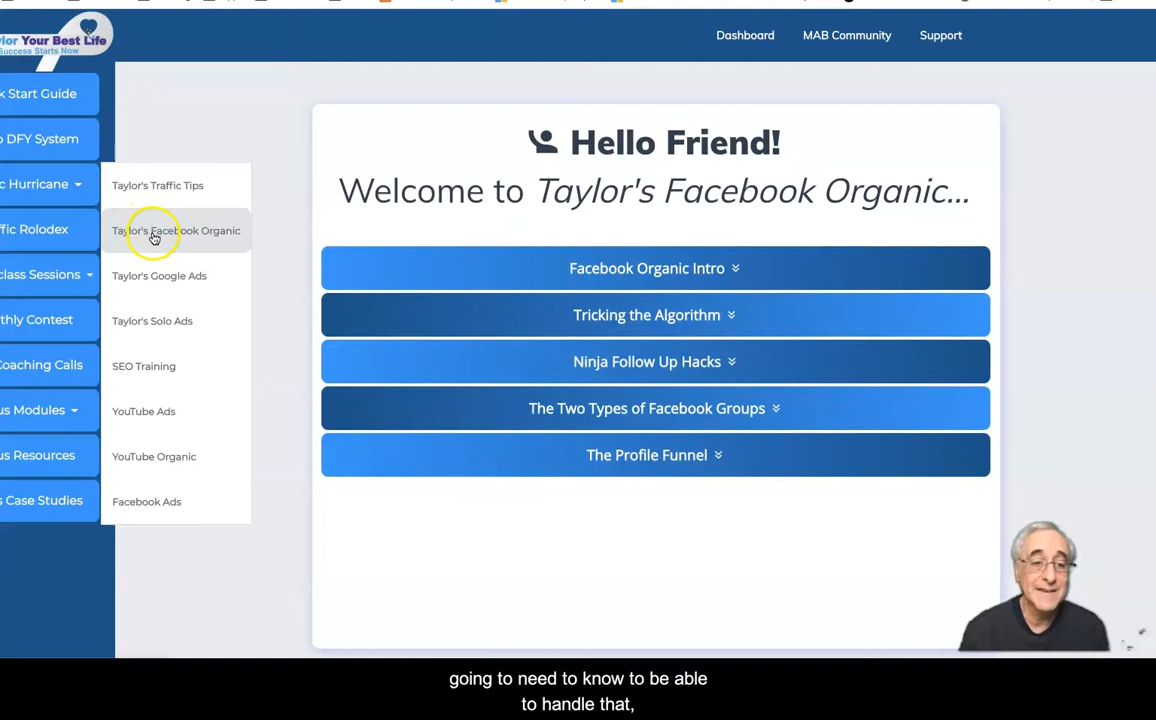 lor Your Best Life
Success Starts Now
Dashboard
MAB Community
Support
k Start Guide
o DFY System
c Hurricane
ffic Rolodex
class Sessions
thly Contest
Coaching Calls
us Modules
us Resources
s Case Studies
Taylor's Traffic Tips
Taylor's Facebook Organic
Taylor's Google Ads
Taylor's Solo Ads
SEO Training
YouTube Ads
YouTube Organic
Facebook Ads
Hello Friend!
Welcome to Taylor's Facebook Organic...
Facebook Organic Intro
Tricking the Algorithm
Ninja Follow Up Hacks
The Two Types of Facebook Groups
The Profile Funnel
going to need to know to be able
to handle that,